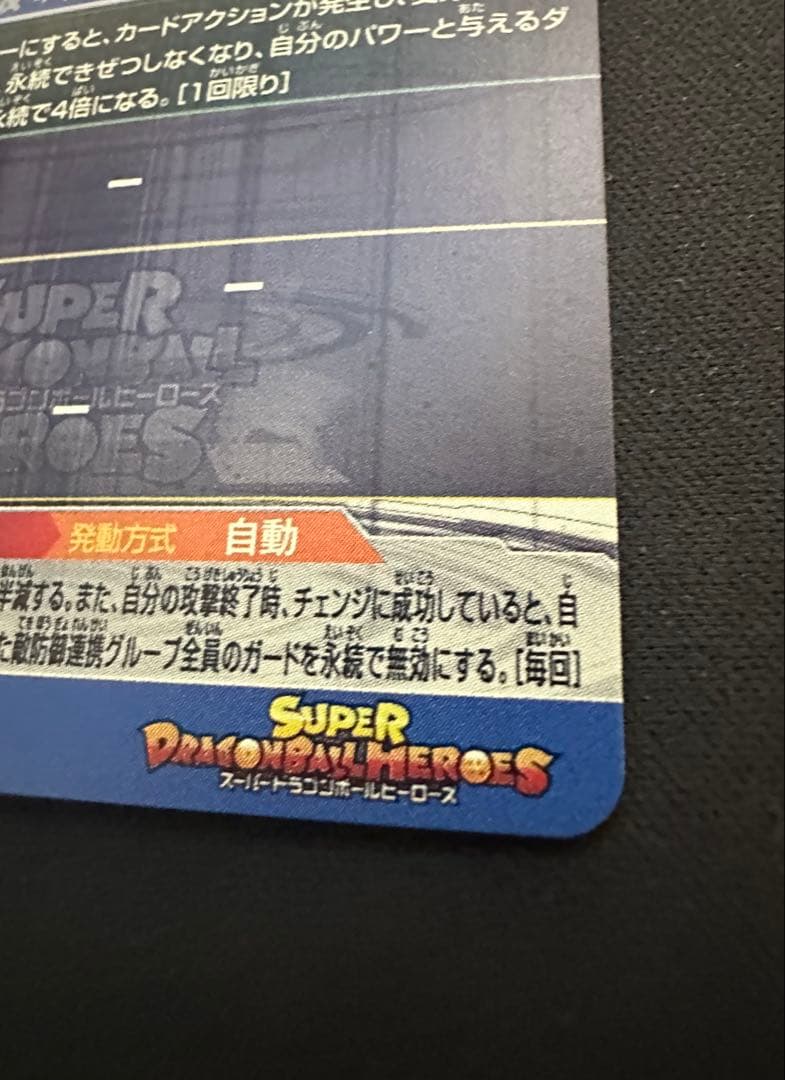 ーにすると、カードアクションが発生し、
永続できぜつしなくなり、自分のパワーと与えるダ
続で4倍になる。[1回限り]
SUPER
DRAGONBALL
ドラゴンボールヒーローズ
HEROES
発動方式 自動
半減する。また、自分の攻撃終了時、チェンジに成功していると、自
た敵防御連携グループ全員のガードを永続で無効にする。[毎回]
SUPER
DRAGONBALL HEROES
スーパードラゴンボールヒーローズ